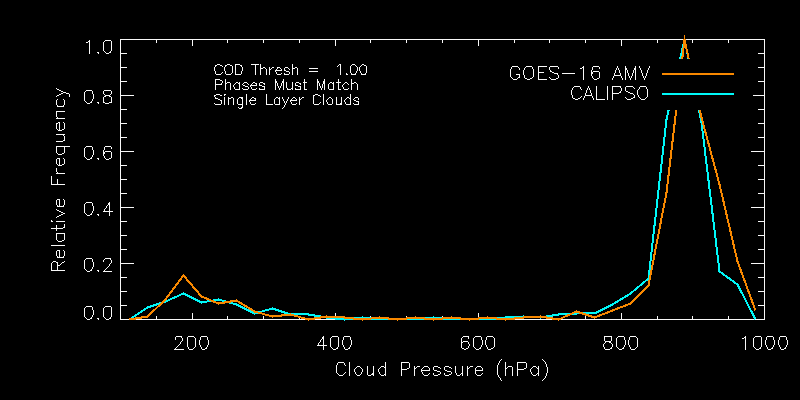 1.0
COD Thresh =  1.00
Phases Must Match
Single Layer Clouds
GOES-16 AMV
CALIPSO
0.8
0.6
0.4
0.2
0.0
Relative Frequency
200 400 600 800 1000
Cloud Pressure (hPa)